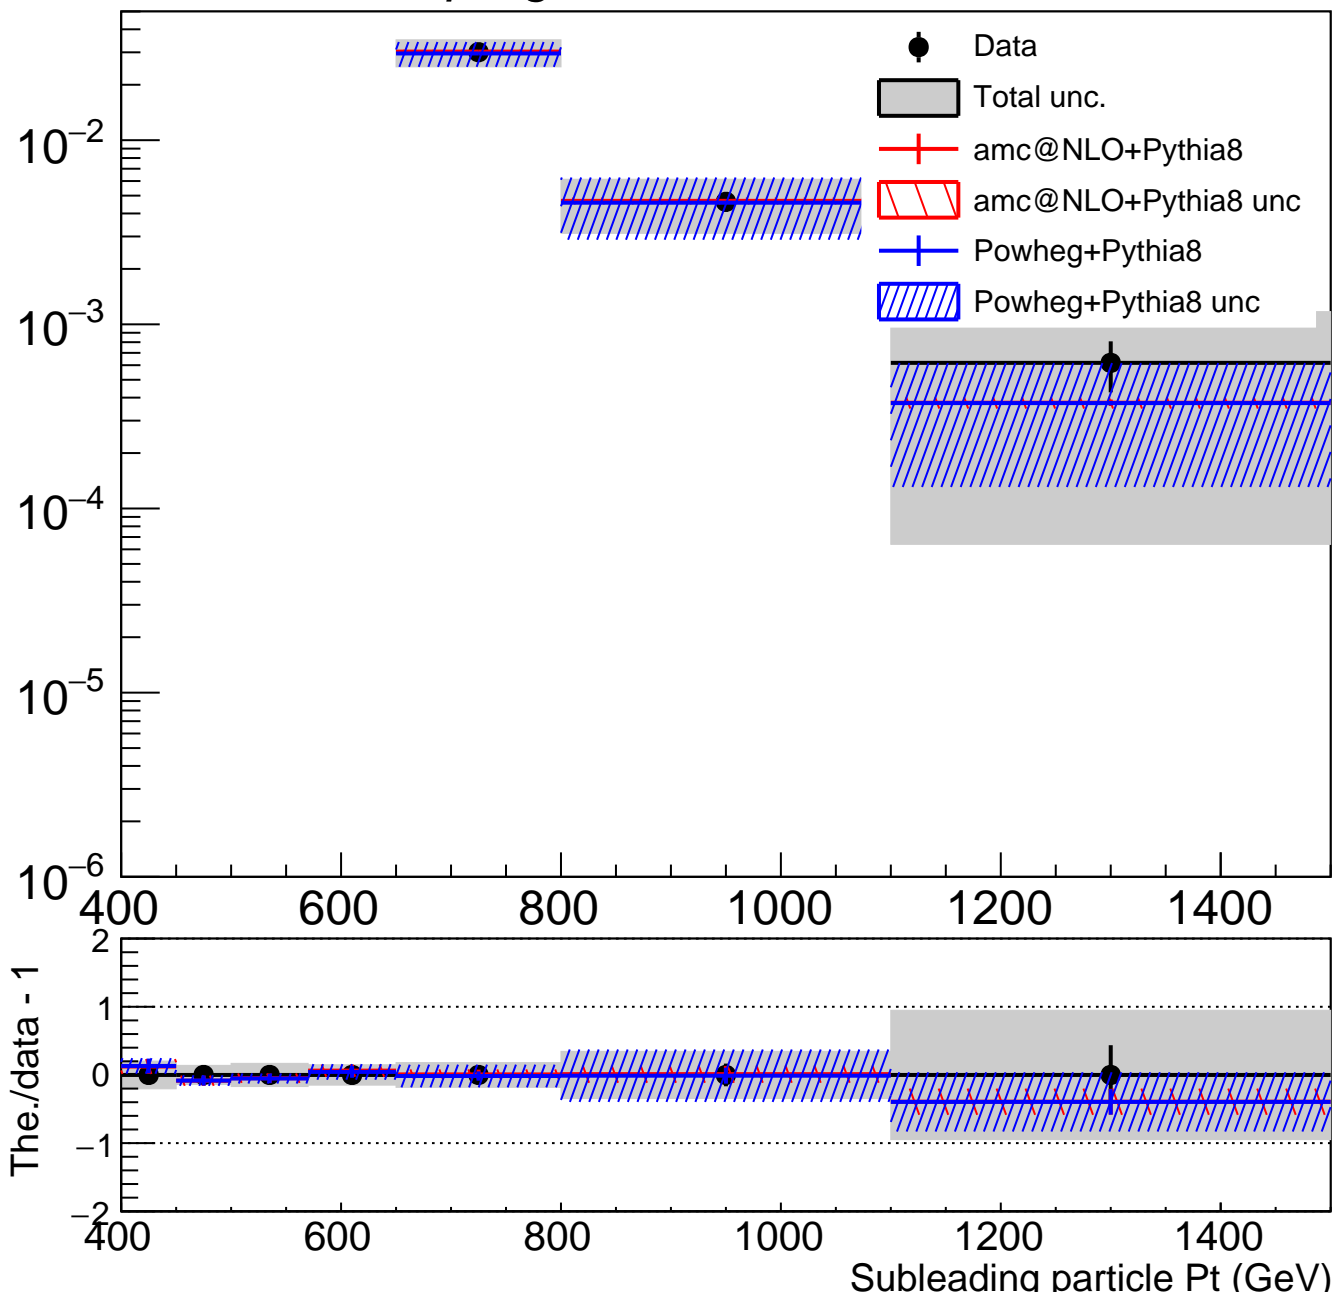 Data
Total unc.
amc@NLO+Pythia8
amc@NLO+Pythia8 unc
Powheg+Pythia8
Powheg+Pythia8 unc
10−2
10−3
10−4
10−5
10−6
400 600 800 1000 1200 1400
The./data - 1
2
1
0
−1
−2
400 600 800 1000 1200 1400
Subleading particle Pt (GeV)